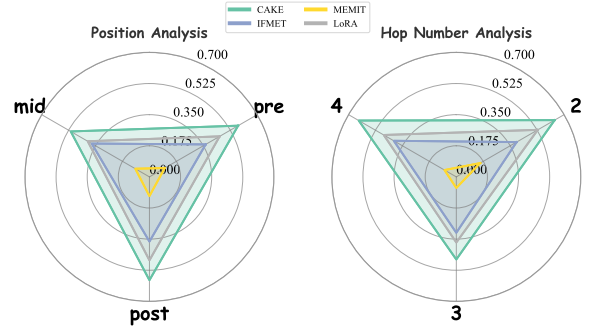 CAKE MEMIT
IFMET LoRA
Position Analysis
Hop Number Analysis
0.700
0.525
0.350
0.175
0.000
mid
pre
post
0.700
0.525
0.350
0.175
0.000
4
2
3